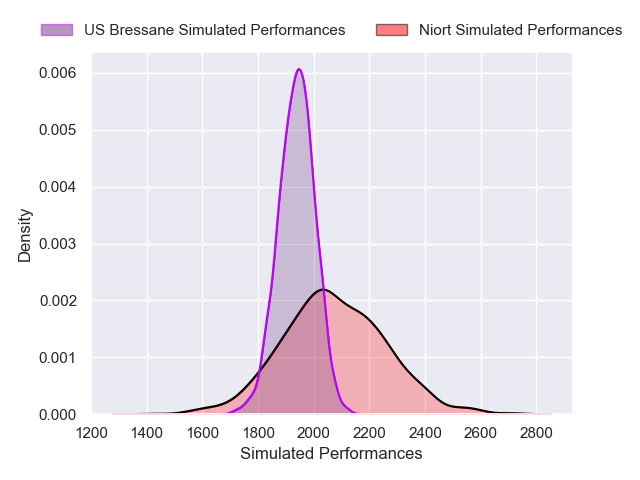 US Bressane Simulated Performances
Niort Simulated Performances
0.006
0.005
0.004
0.003
0.002
0.001
0.000
Density
1200 1400 1600 1800 2000 2200 2400 2600 2800
Simulated Performances